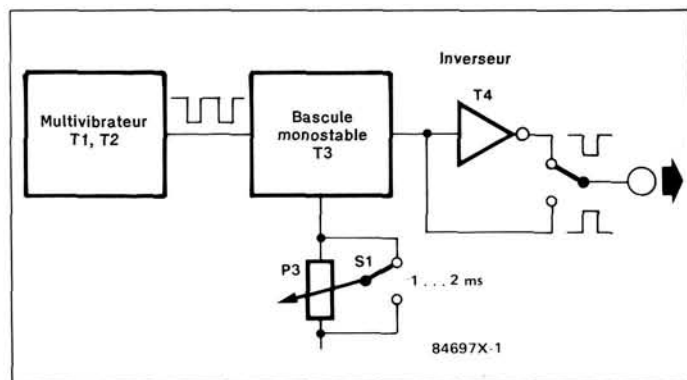 Inverseur
T4
Multivibrateur
T1, T2
Bascule
monostable
T3
P3
S1
1 . . . 2 ms
84697X-1